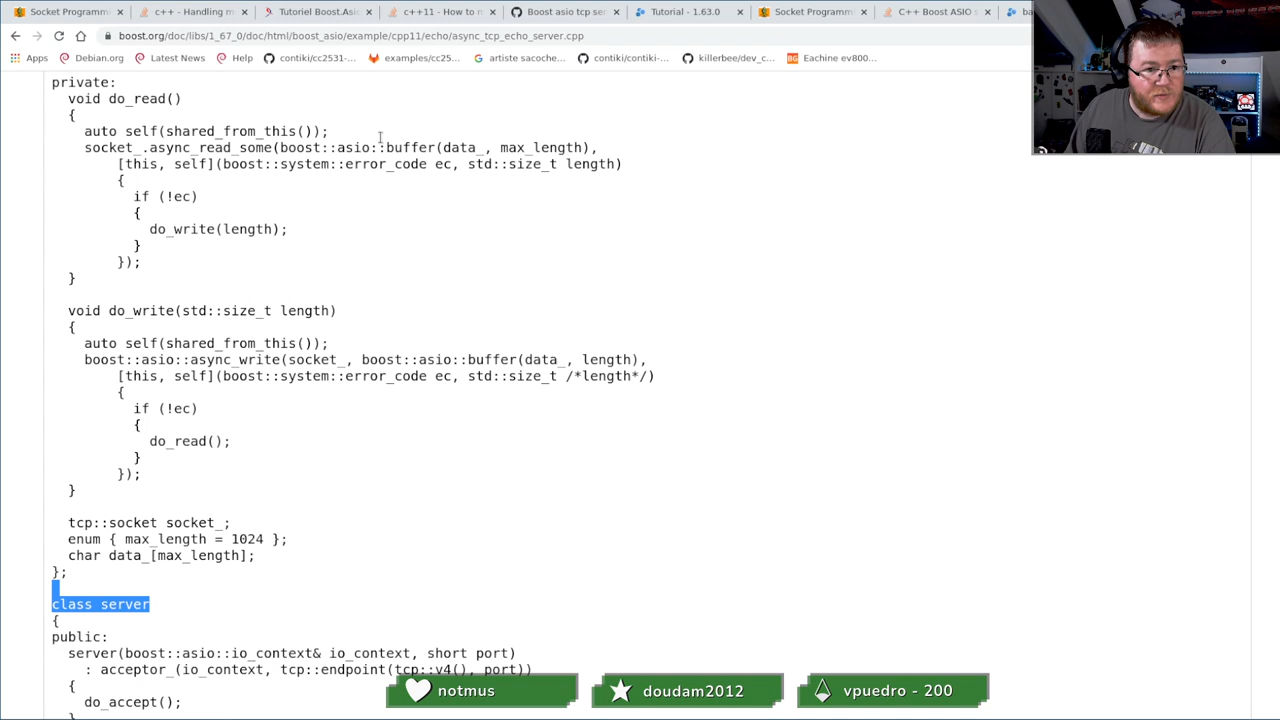 Socket Programm
c++ - Handling m
Tutoriel Boost.Asi
c++11 - How to m
Boost asio tcp ser
Tutorial - 1.63.0
Socket Programm
C++ Boost ASIO s
boost.org/doc/libs/1_67_0/doc/html/boost_asio/example/cpp11/echo/async_tcp_echo_server.cpp
Apps
Debian.org
Latest News
Help
contiki/cc2531-...
examples/cc25...
artiste sacoche...
contiki/contiki-...
killerbee/dev_c...
Eachine ev800...
private:
void do_read()
{
auto self(shared_from_this());
socket_.async_read_some(boost::asio::buffer(data_, max_length),
[this, self](boost::system::error_code ec, std::size_t length)
{
if (!ec)
{
do_write(length);
}
});
}
void do_write(std::size_t length)
{
auto self(shared_from_this());
boost::asio::async_write(socket_, boost::asio::buffer(data_, length),
[this, self](boost::system::error_code ec, std::size_t /*length*/)
{
if (!ec)
{
do_read();
}
});
}
tcp::socket socket_;
enum { max_length = 1024 };
char data_[max_length];
};
class server
{
public:
server(boost::asio::io_context& io_context, short port)
: acceptor_(io_context, tcp::endpoint(tcp::v4(), port))
{
do_accept();
notmus
doudam2012
vpuedro - 200